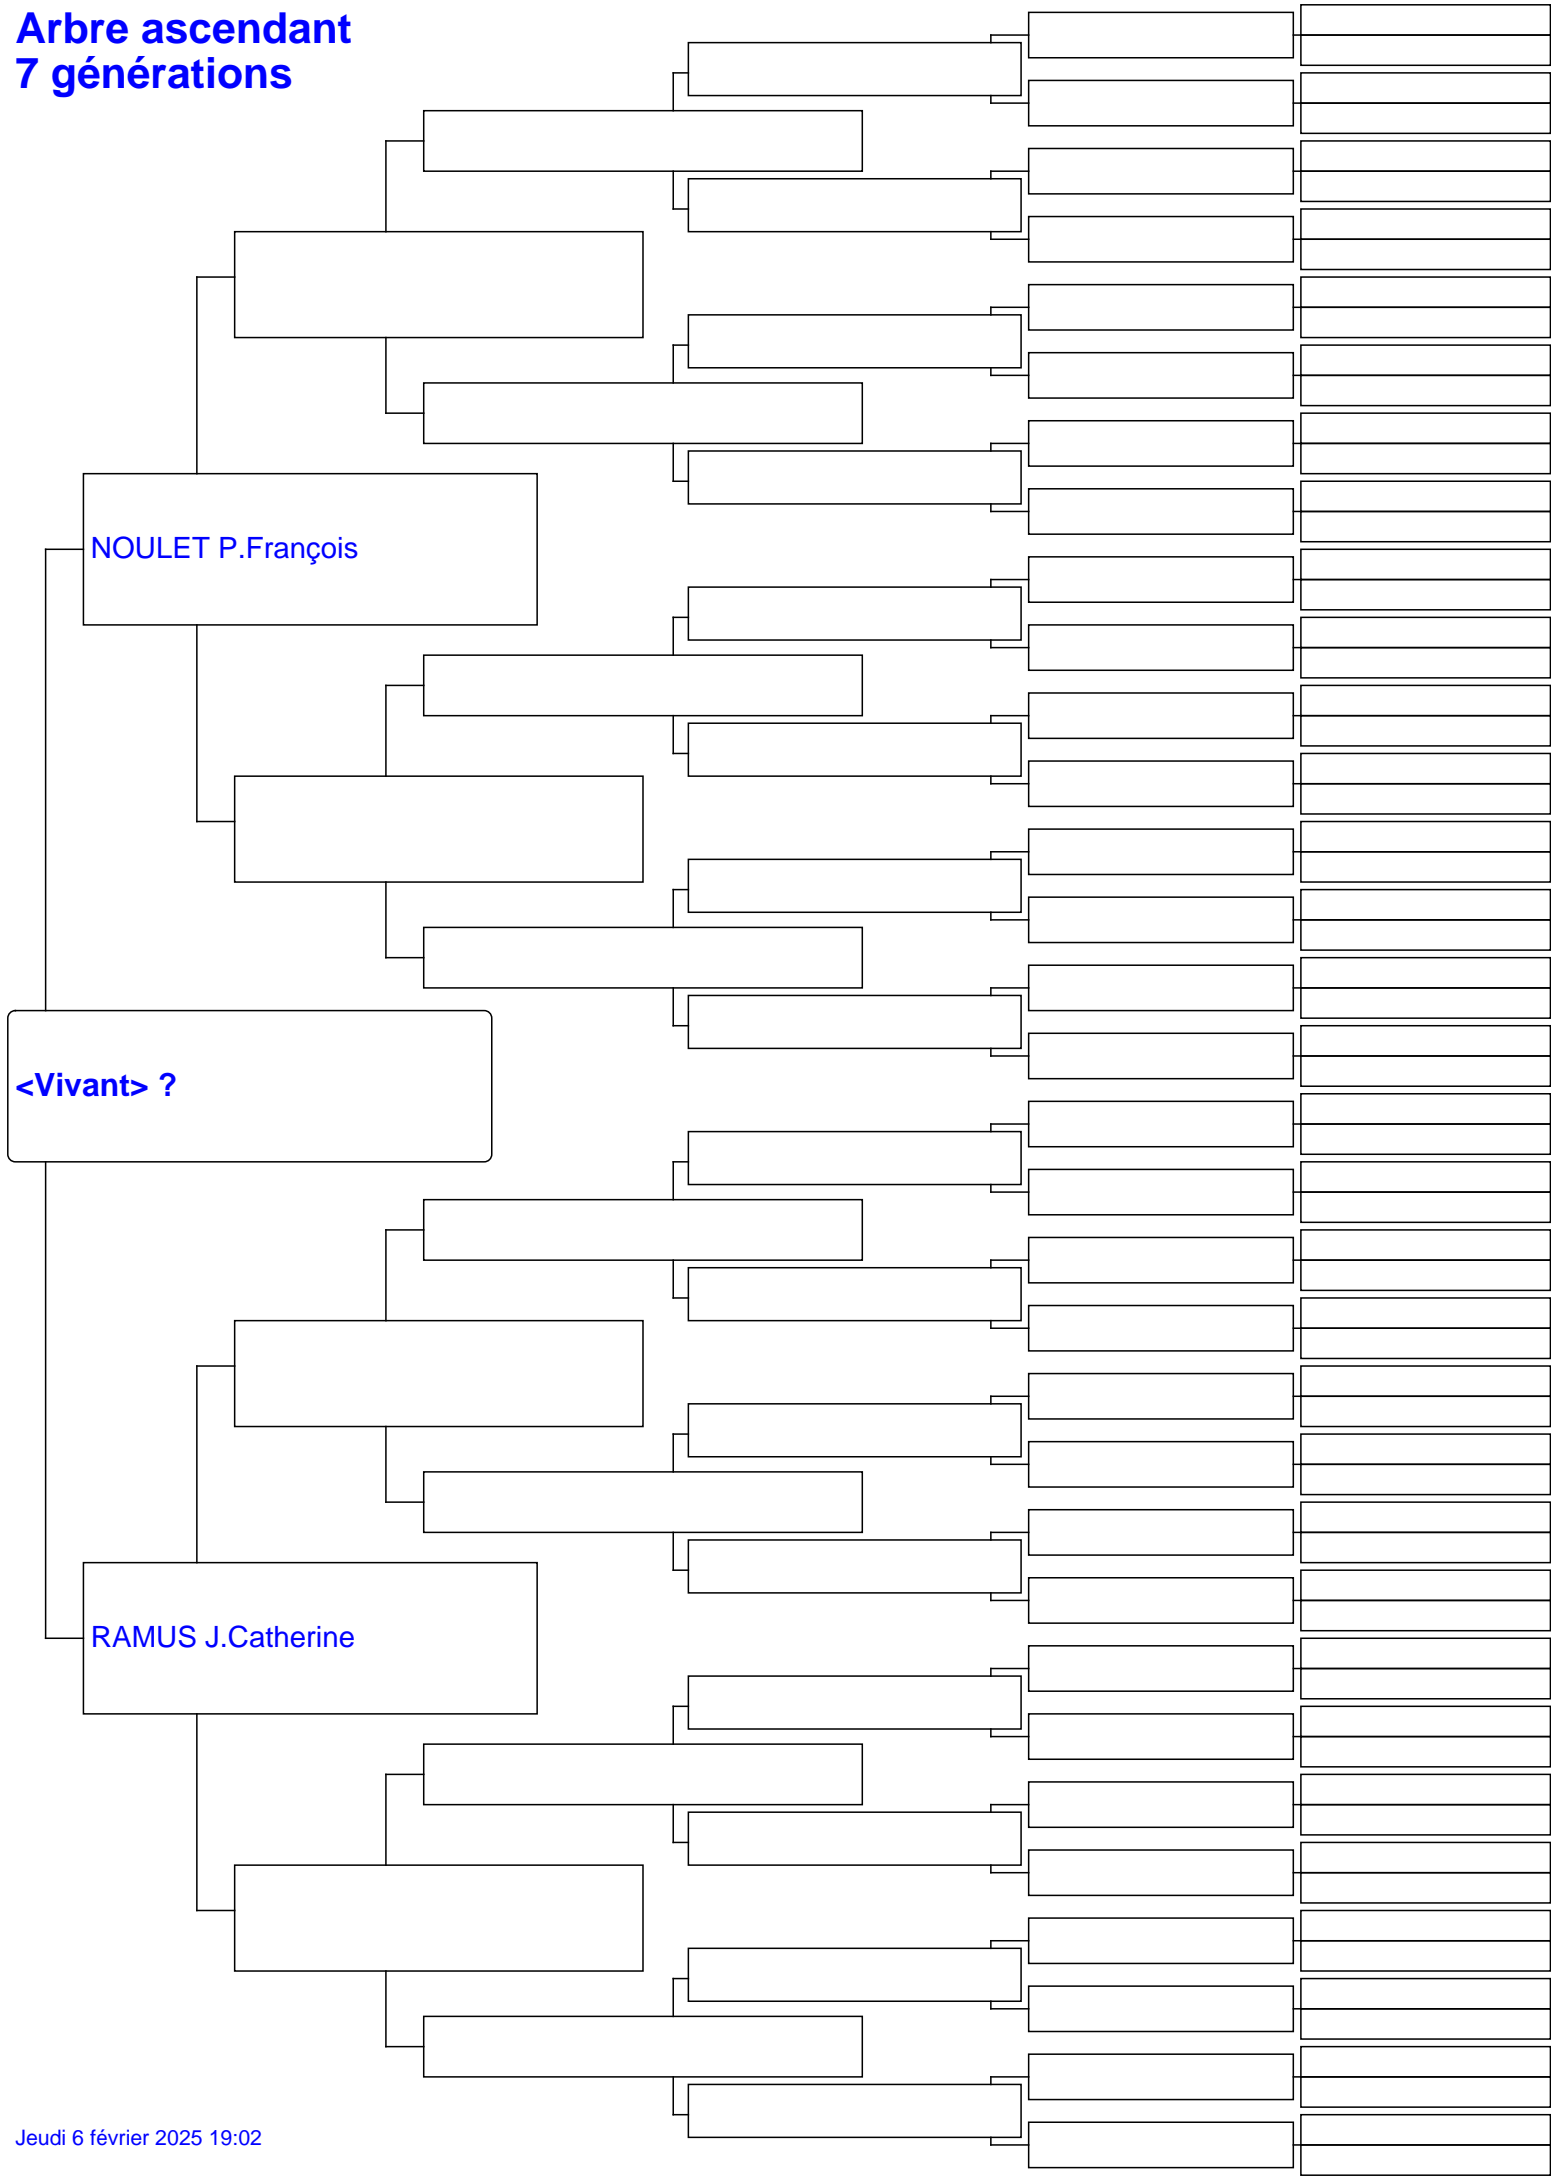 Arbre ascendant
7 générations
NOULET P.François
<Vivant> ?
RAMUS J.Catherine
Jeudi 6 février 2025 19:02